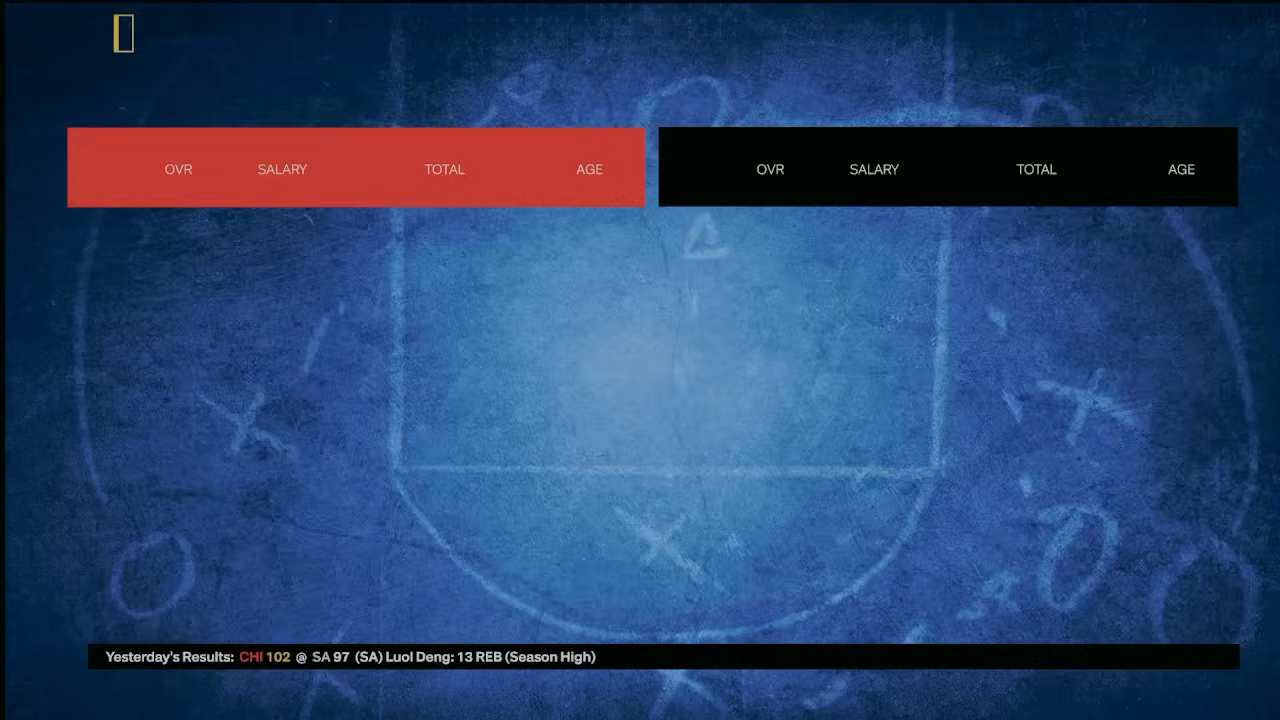 OVR SALARY TOTAL AGE OVR SALARY TOTAL AGE
Yesterday's Results: CHI 102 @ SA 97 (SA) Luol Deng: 13 REB (Season High)